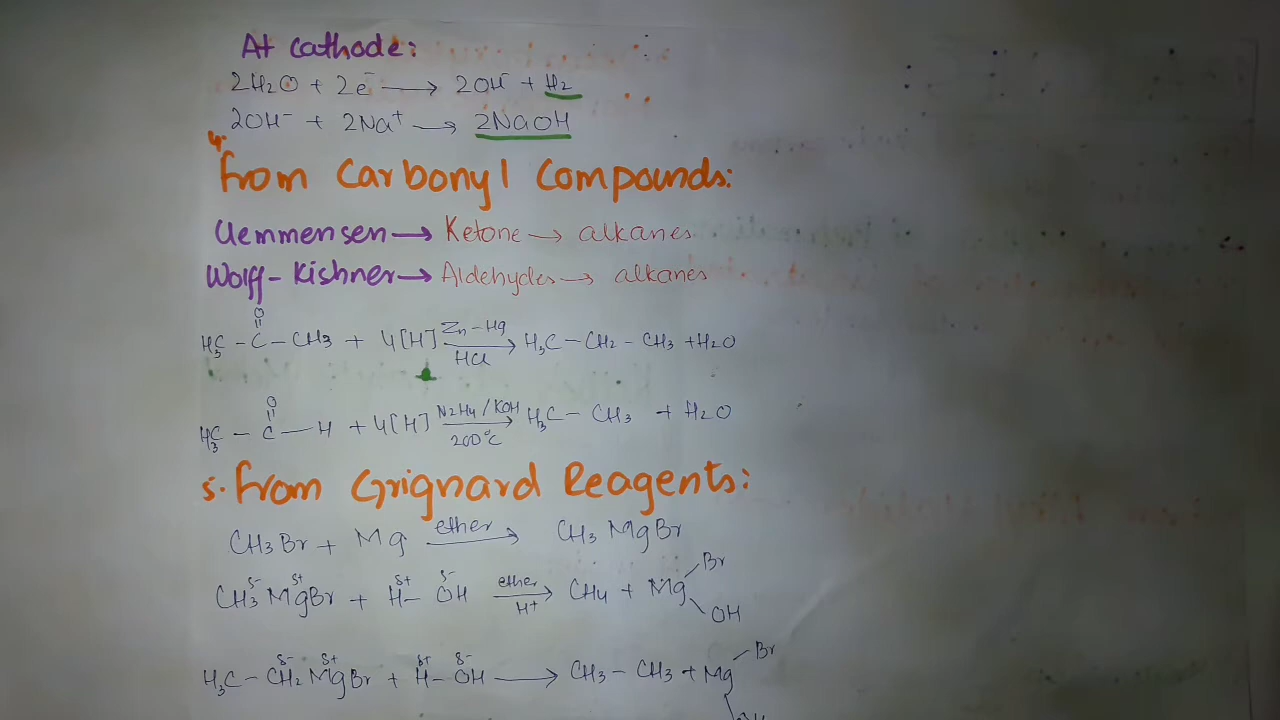 At cathode:
2H2O + 2e⁻ → 2OH⁻ + H2
2OH⁻ + 2Na⁺ → 2NaOH
4.
from Carbonyl Compounds:
Clemmensen → Ketone → alkanes
Wolff-Kishner → Aldehydes → alkanes
O
H3C - C - CH3 + 4[H] Zn-Hg HCl → H3C - CH2 - CH3 + H2O
O
H3C - C - H + 4[H] N2H4/KOH 200°C → H3C - CH3 + H2O
5. From Grignard Reagents:
CH3Br + Mg ether → CH3MgBr
δ⁻ δ⁺ δ⁺ δ⁻ Br
CH3 MgBr + H - OH ether H⁺ → CH4 + Mg
OH
δ⁻ δ⁺ δ⁺ δ⁻ Br
H3C - CH2 MgBr + H - OH → CH3 - CH3 + Mg